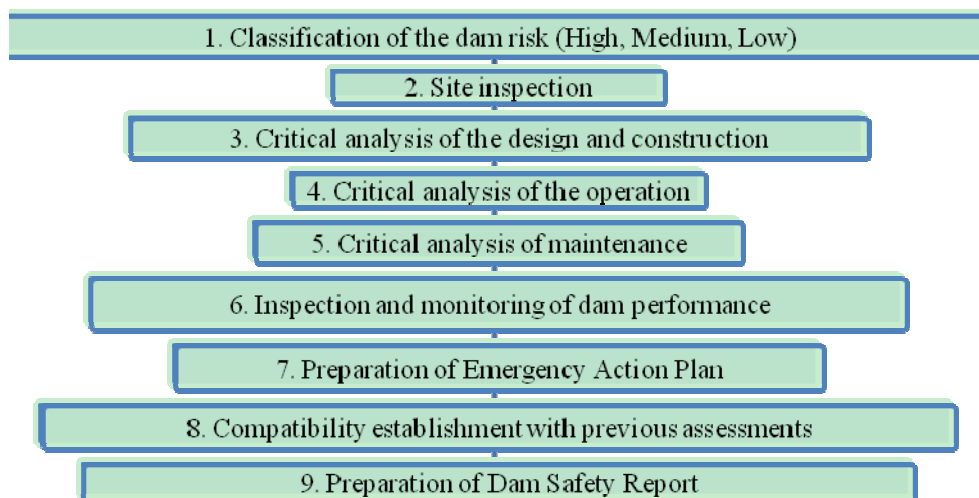 1. Classification of the dam risk (High, Medium, Low)
2. Site inspection
3. Critical analysis of the design and construction
4. Critical analysis of the operation
5. Critical analysis of maintenance
6. Inspection and monitoring of dam performance
7. Preparation of Emergency Action Plan
8. Compatibility establishment with previous assessments
9. Preparation of Dam Safety Report